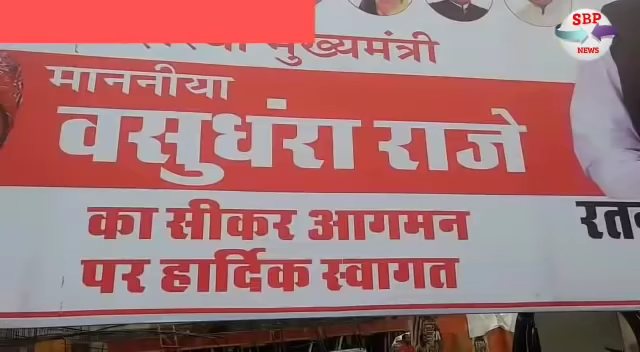 SBP
NEWS
मुख्यमंत्री
माननीया
वसुधंरा राजे
का सीकर आगमन
पर हार्दिक स्वागत